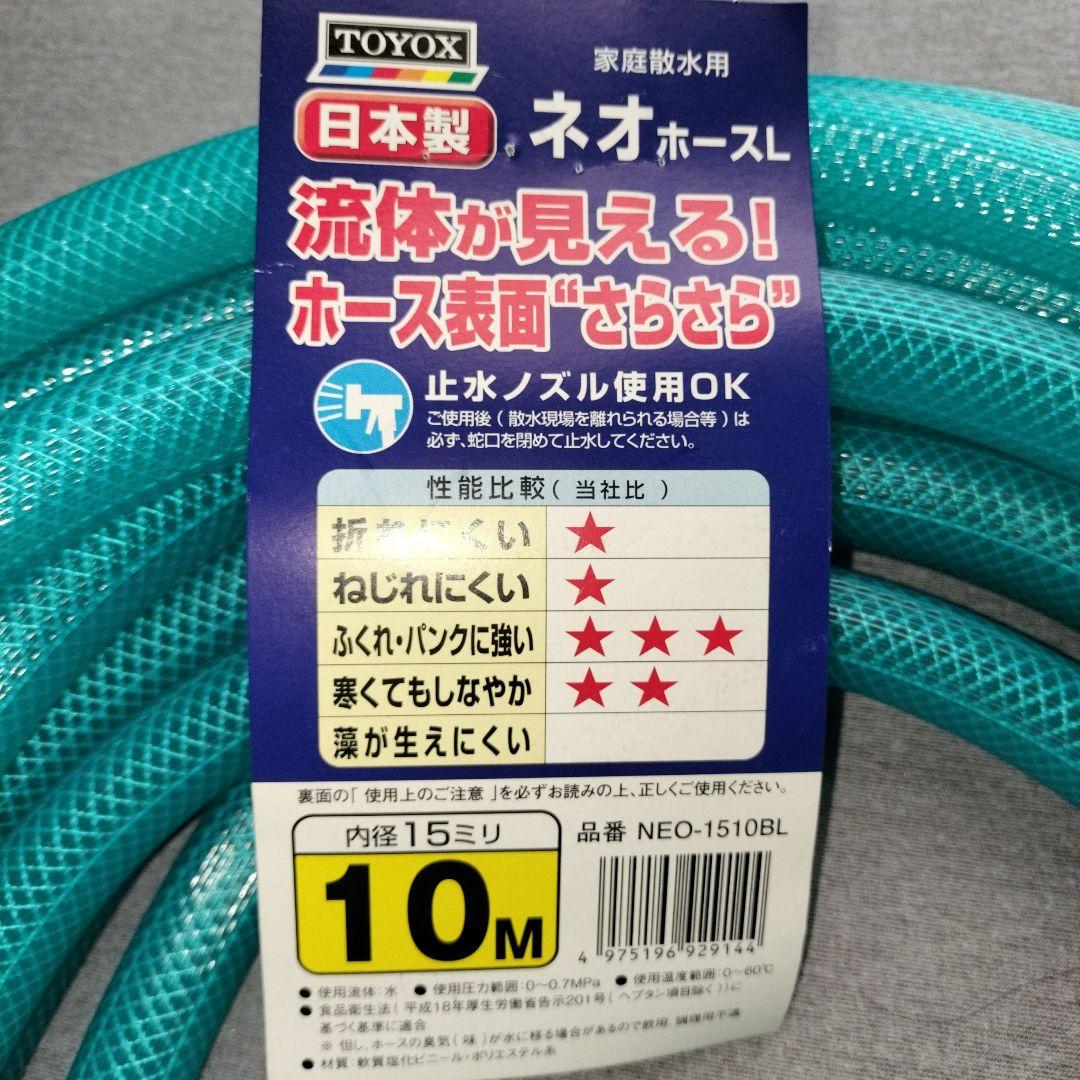 TOYOX
家庭散水用
日本製
ネオホースL
流体が見える!
ホース表面“さらさら”
止水ノズル使用OK
ご使用後(散水現場を離れられる場合等)は
必ず、蛇口を閉めて止水してください。
性能比較(当社比)
折れにくい ★
ねじれにくい ★
ふくれ・パンクに強い ★★★
寒くてもしなやか ★★
藻が生えにくい
裏面の「使用上のご注意」を必ずお読みの上、正しくご使用ください。
内径15ミリ
10M
品番 NEO-1510BL
4 975196 929144
●使用流体:水 ●使用圧力範囲:0~0.7MPa ●使用温度範囲:0~60℃
●食品衛生法(平成18年厚生労働省告示201号(ヘプタン項目除く))に
基づく基準に適合
※但し、ホースの臭気(味)が水に移る場合があるので飲用、調理用不適
●材質:軟質塩化ビニール・ポリエステル糸